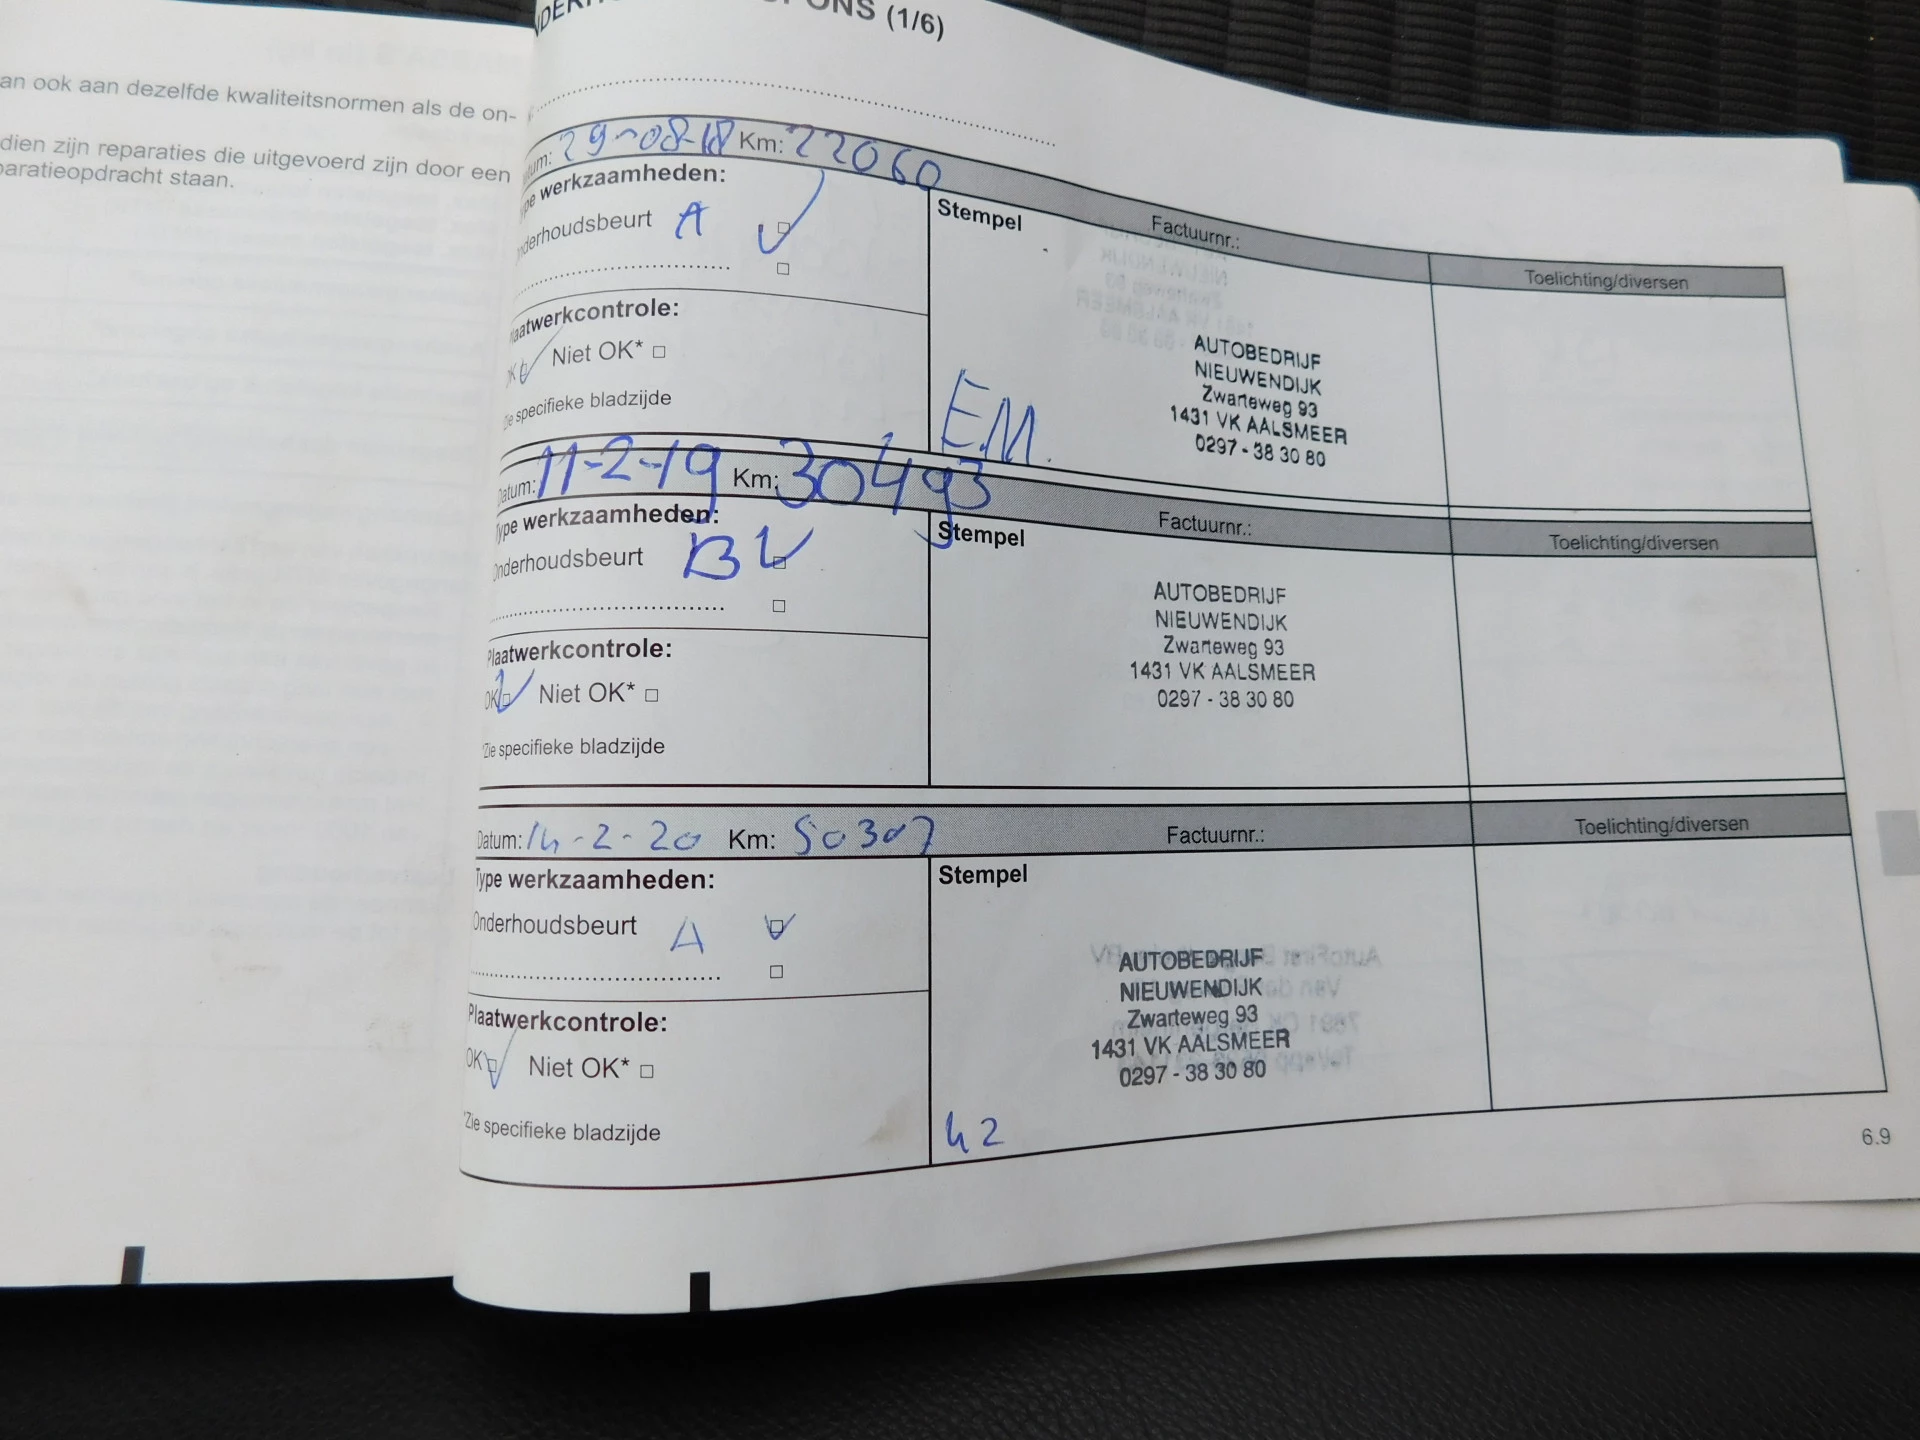 an ook aan dezelfde kwaliteitsnormen als de on-
dien zijn reparaties die uitgevoerd zijn door een
paratieopdracht staan.
PONS (1/6)
Datum: 29-08-18 Km: 22060
Factuurnr.:
Toelichting/diversen
Type werkzaamheden:
Onderhoudsbeurt A
Stempel
Plaatwerkcontrole:
OK Niet OK*
Zie specifieke bladzijde
EM.
AUTOBEDRIJF
NIEUWENDIJK
Zwarteweg 93
1431 VK AALSMEER
0297 - 38 30 80
Datum: 11-2-19 Km: 30493
Factuurnr.:
Toelichting/diversen
Type werkzaamheden:
Onderhoudsbeurt B
Stempel
Plaatwerkcontrole:
OK Niet OK*
*Zie specifieke bladzijde
AUTOBEDRIJF
NIEUWENDIJK
Zwarteweg 93
1431 VK AALSMEER
0297 - 38 30 80
Datum: 14-2-20 Km: 50307
Factuurnr.:
Toelichting/diversen
Type werkzaamheden:
Onderhoudsbeurt A
Stempel
Plaatwerkcontrole:
OK Niet OK*
*Zie specifieke bladzijde
AUTOBEDRIJF
NIEUWENDIJK
Zwarteweg 93
1431 VK AALSMEER
0297 - 38 30 80
42
6.9